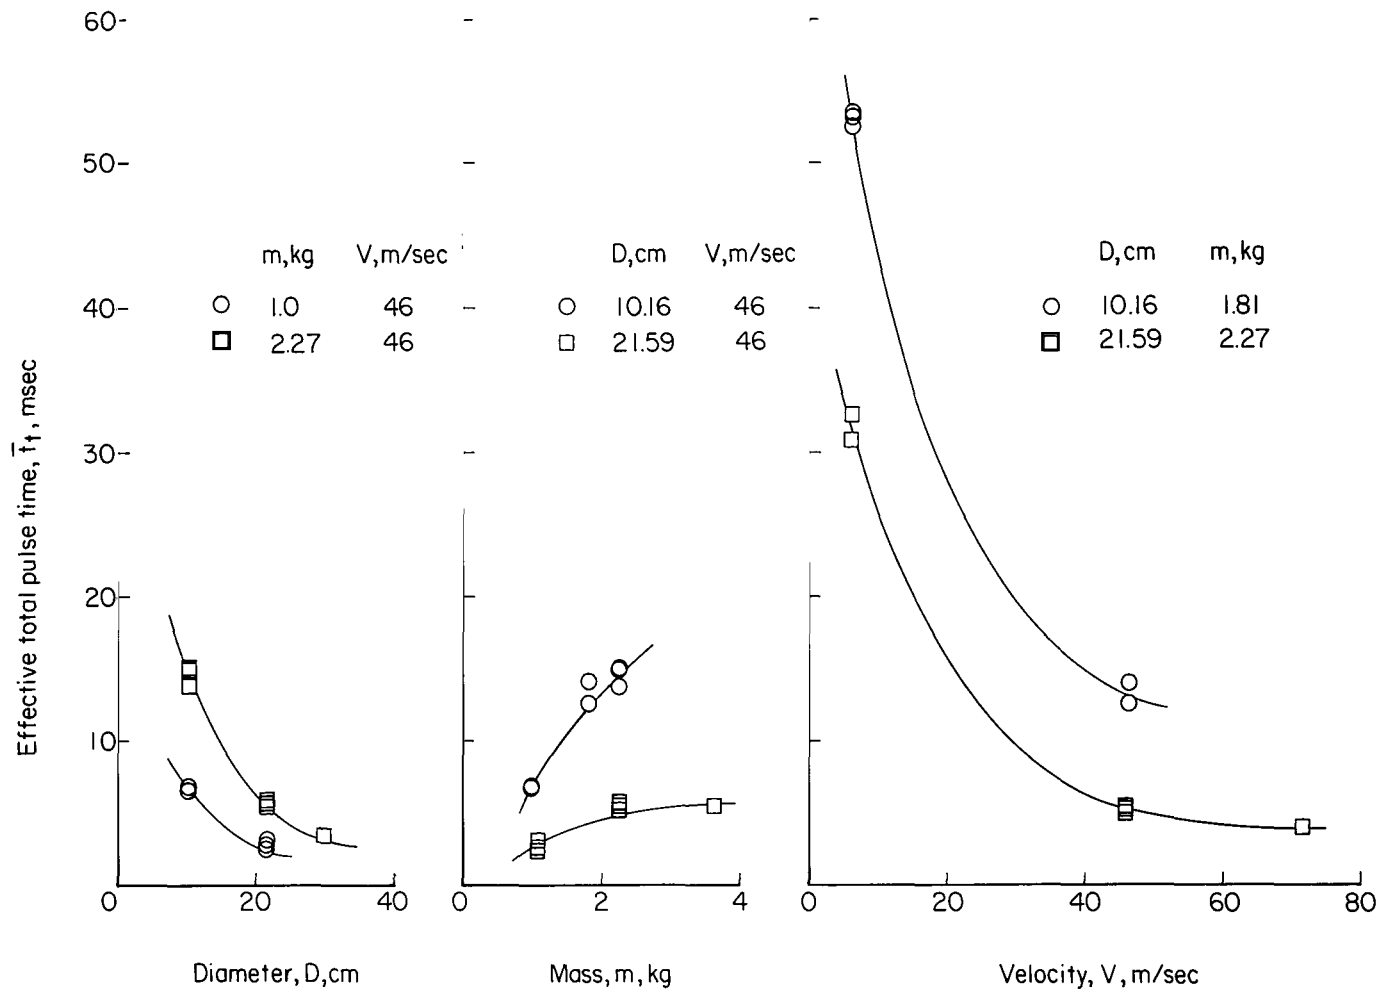 60
50
m,kg V,m/sec D,cm V,m/sec D,cm m,kg
40 1.0 46 10.16 46 10.16 1.81
2.27 46 21.59 46 21.59 2.27
Effective total pulse time, t̄t, msec
30
20
10
0 20 40 0 2 4 0 20 40 60 80
Diameter, D,cm Mass, m, kg Velocity, V, m/sec